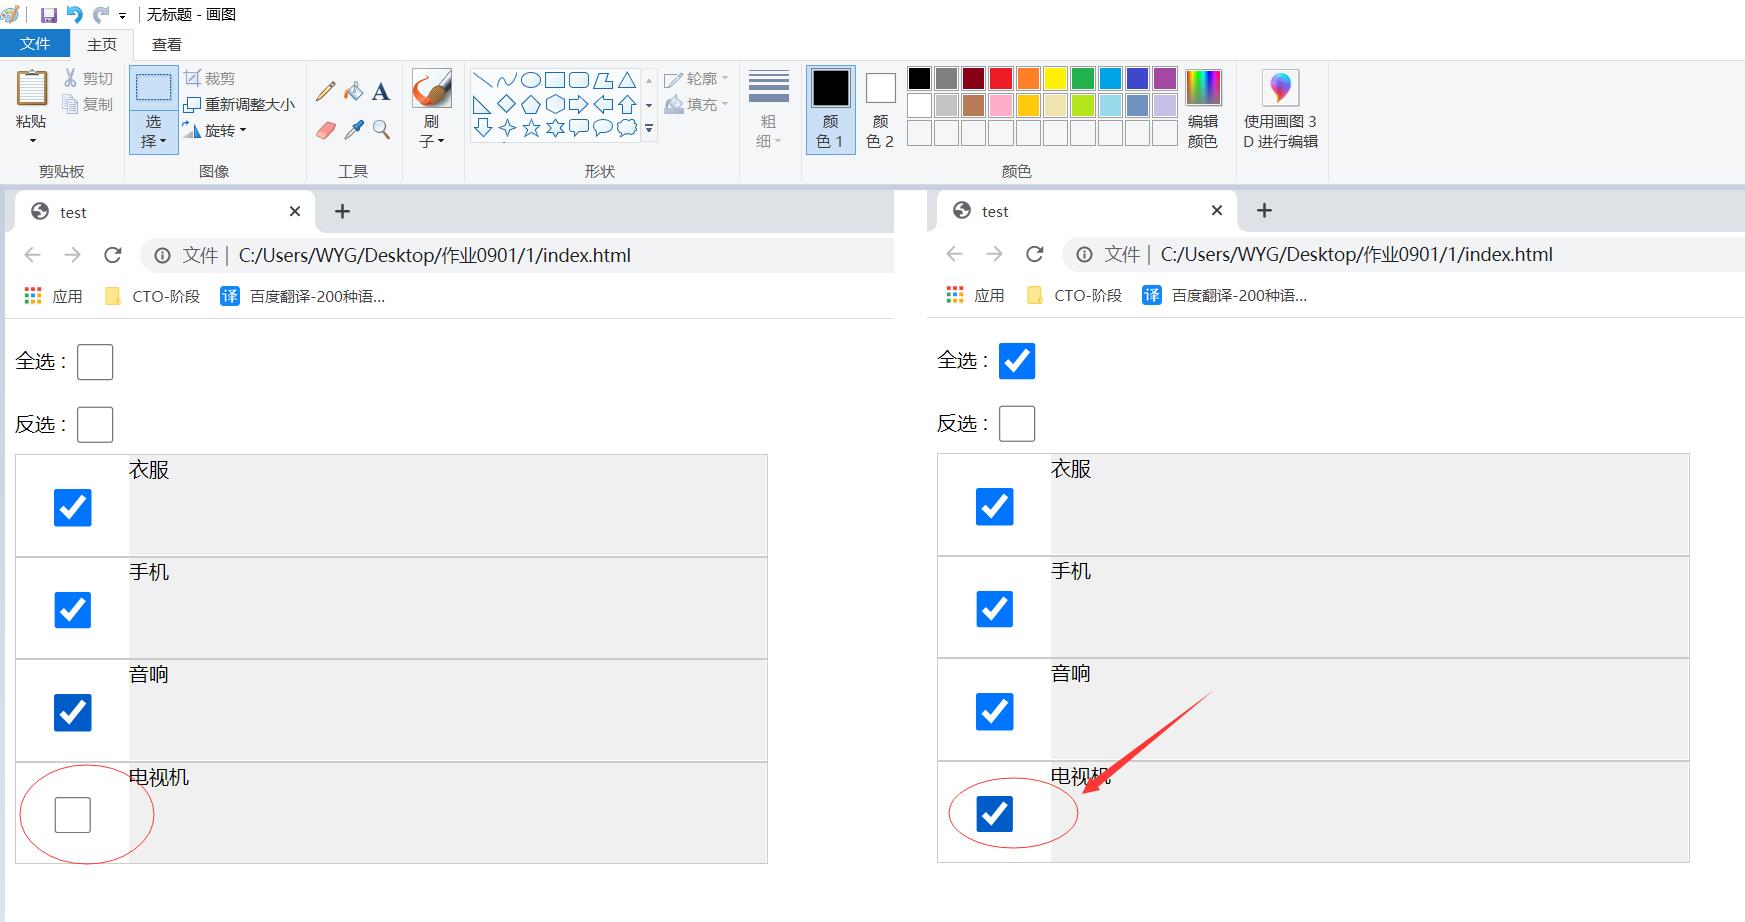 无标题 - 画图
文件 主页 查看
粘贴
剪切
复制
剪贴板
选择
裁剪
重新调整大小
旋转
图像
A
工具
刷子
形状
轮廓
填充
粗细
颜色 1
颜色 2
颜色
编辑颜色
使用画图 3D 进行编辑
test
文件 | C:/Users/WYG/Desktop/作业0901/1/index.html
应用 CTO-阶段 译 百度翻译-200种语...
全选：
反选：
衣服
手机
音响
电视机
test
文件 | C:/Users/WYG/Desktop/作业0901/1/index.html
应用 CTO-阶段 译 百度翻译-200种语...
全选：
反选：
衣服
手机
音响
电视机